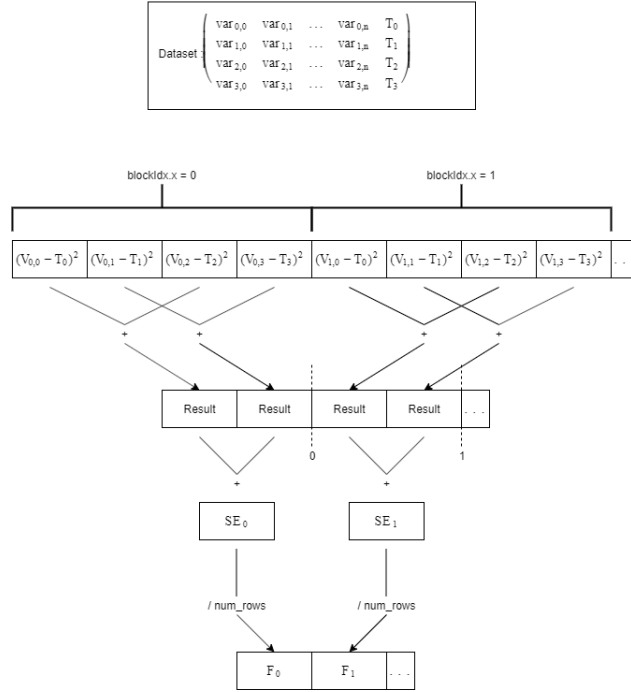 Dataset :
var0,0 var0,1 ... var0,n T0
var1,0 var1,1 ... var1,n T1
var2,0 var2,1 ... var2,n T2
var3,0 var3,1 ... var3,n T3
blockIdx.x = 0 blockIdx.x = 1
(V0,0 – T0)2 (V0,1 – T1)2 (V0,2 – T2)2 (V0,3 – T3)2 (V1,0 – T0)2 (V1,1 – T1)2 (V1,2 – T2)2 (V1,3 – T3)2 . .
+ + + +
Result Result Result Result . . .
0 1
+ +
SE0 SE1
/ num_rows / num_rows
F0 F1 . . .